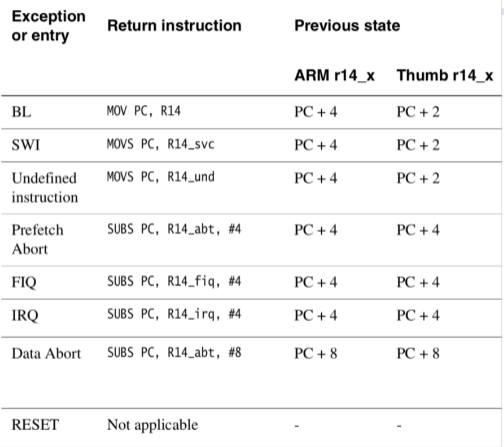 Exception or entry Return instruction Previous state
ARM r14_x Thumb r14_x
BL MOV PC, R14 PC + 4 PC + 2
SWI MOVS PC, R14_svc PC + 4 PC + 2
Undefined instruction MOVS PC, R14_und PC + 4 PC + 2
Prefetch Abort SUBS PC, R14_abt, #4 PC + 4 PC + 4
FIQ SUBS PC, R14_fiq, #4 PC + 4 PC + 4
IRQ SUBS PC, R14_irq, #4 PC + 4 PC + 4
Data Abort SUBS PC, R14_abt, #8 PC + 8 PC + 8
RESET Not applicable - -